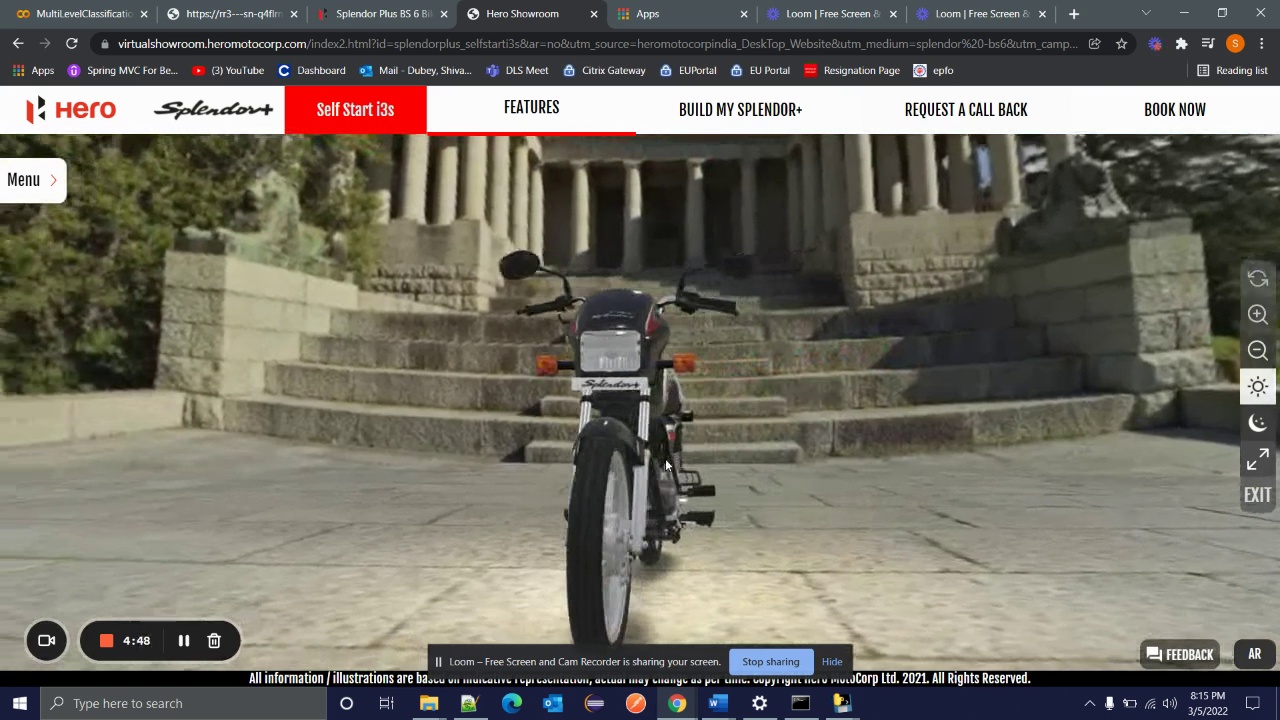 MultiLevelClassificatio
https://rr3---sn-q4flrn
Splendor Plus BS 6 Bik
Hero Showroom
Apps
Loom | Free Screen &
Loom | Free Screen &
virtualshowroom.heromotocorp.com/index2.html?id=splendorplus_selfstarti3s&at=no&utm_source=heromotocorpindia_DeskTop_Website&utm_medium=splendor%20-bs6&utm_camp...
S
Apps
Spring MVC For Be...
(3) YouTube
Dashboard
Mail - Dubey, Shiva...
DLS Meet
Citrix Gateway
EUPortal
EU Portal
Resignation Page
epfo
Reading list
Hero
Splendor+
Self Start i3s
FEATURES
BUILD MY SPLENDOR+
REQUEST A CALL BACK
BOOK NOW
Menu
Splendor+
EXIT
4:48
Loom – Free Screen and Cam Recorder is sharing your screen.
Stop sharing
Hide
FEEDBACK
AR
All information / illustrations are based on indicative representation, actual may change as per time. Copyright Hero MotoCorp Ltd. 2021. All Rights Reserved.
Type here to search
8:15 PM
3/5/2022